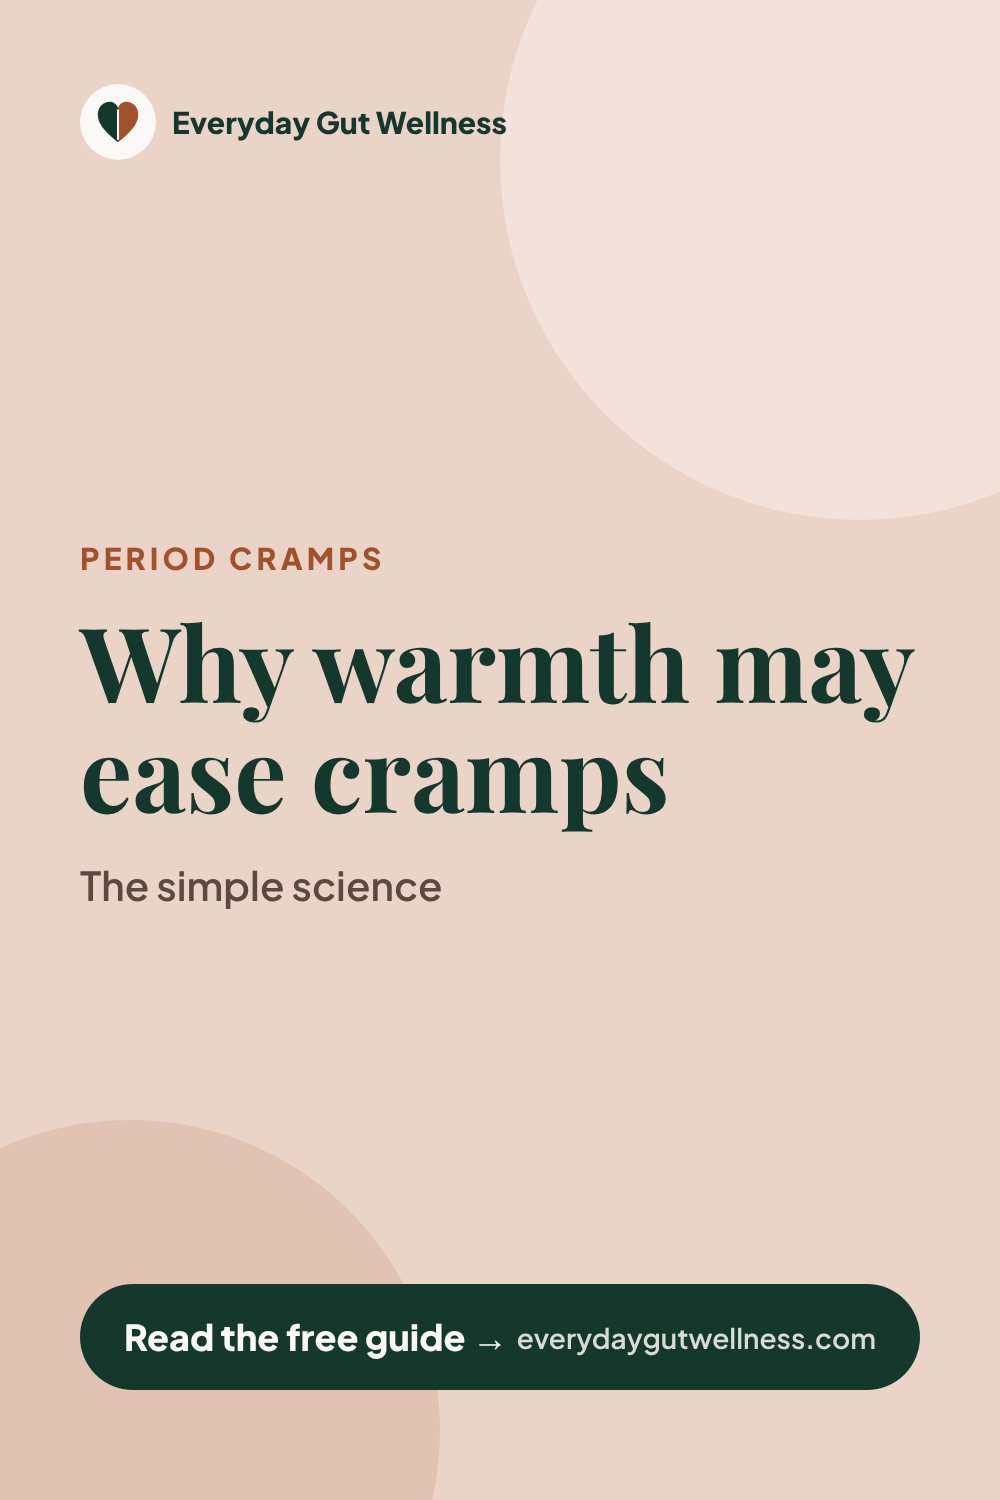 Everyday Gut Wellness
PERIOD CRAMPS
Why warmth may
ease cramps
The simple science
Read the free guide → everydaygutwellness.com